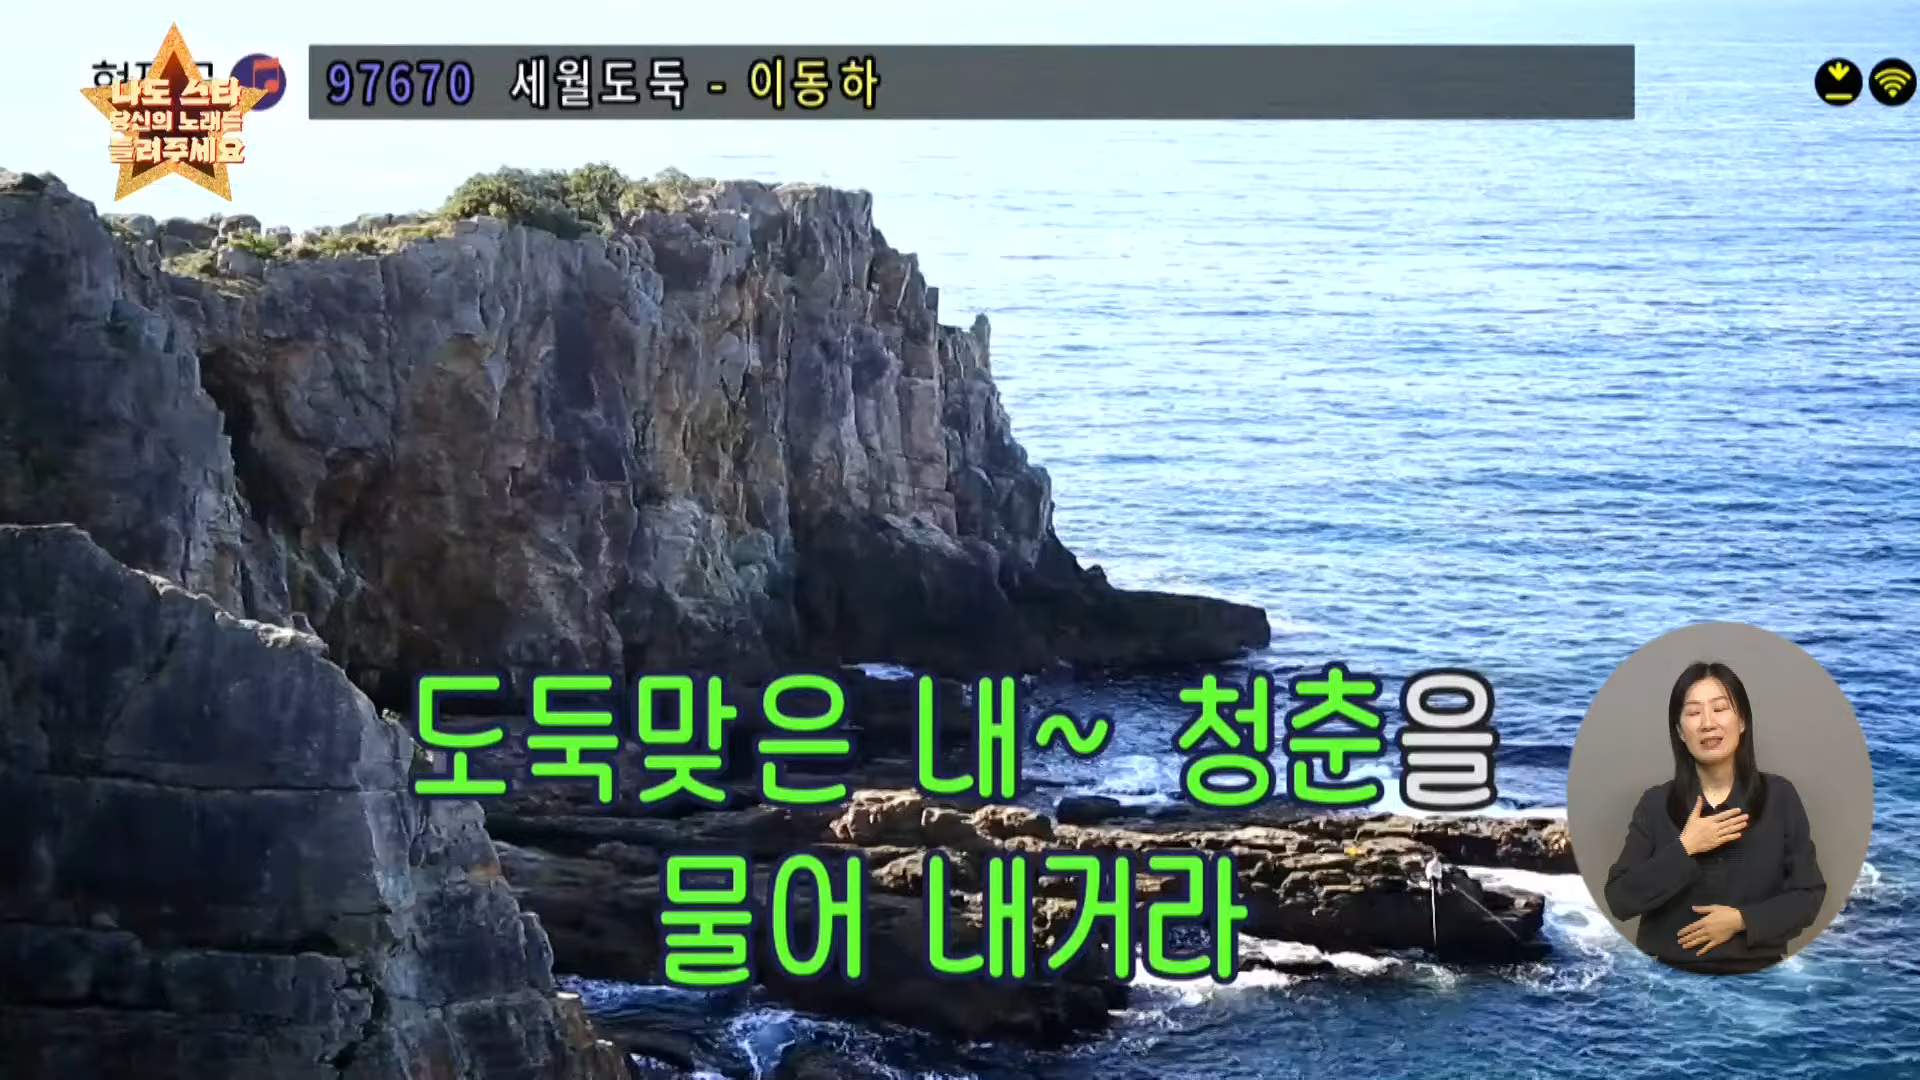 나도 스타
당신의 노래를
들려주세요
97670 세월도둑 - 이동하
도둑맞은 내~ 청춘을
물어 내거라